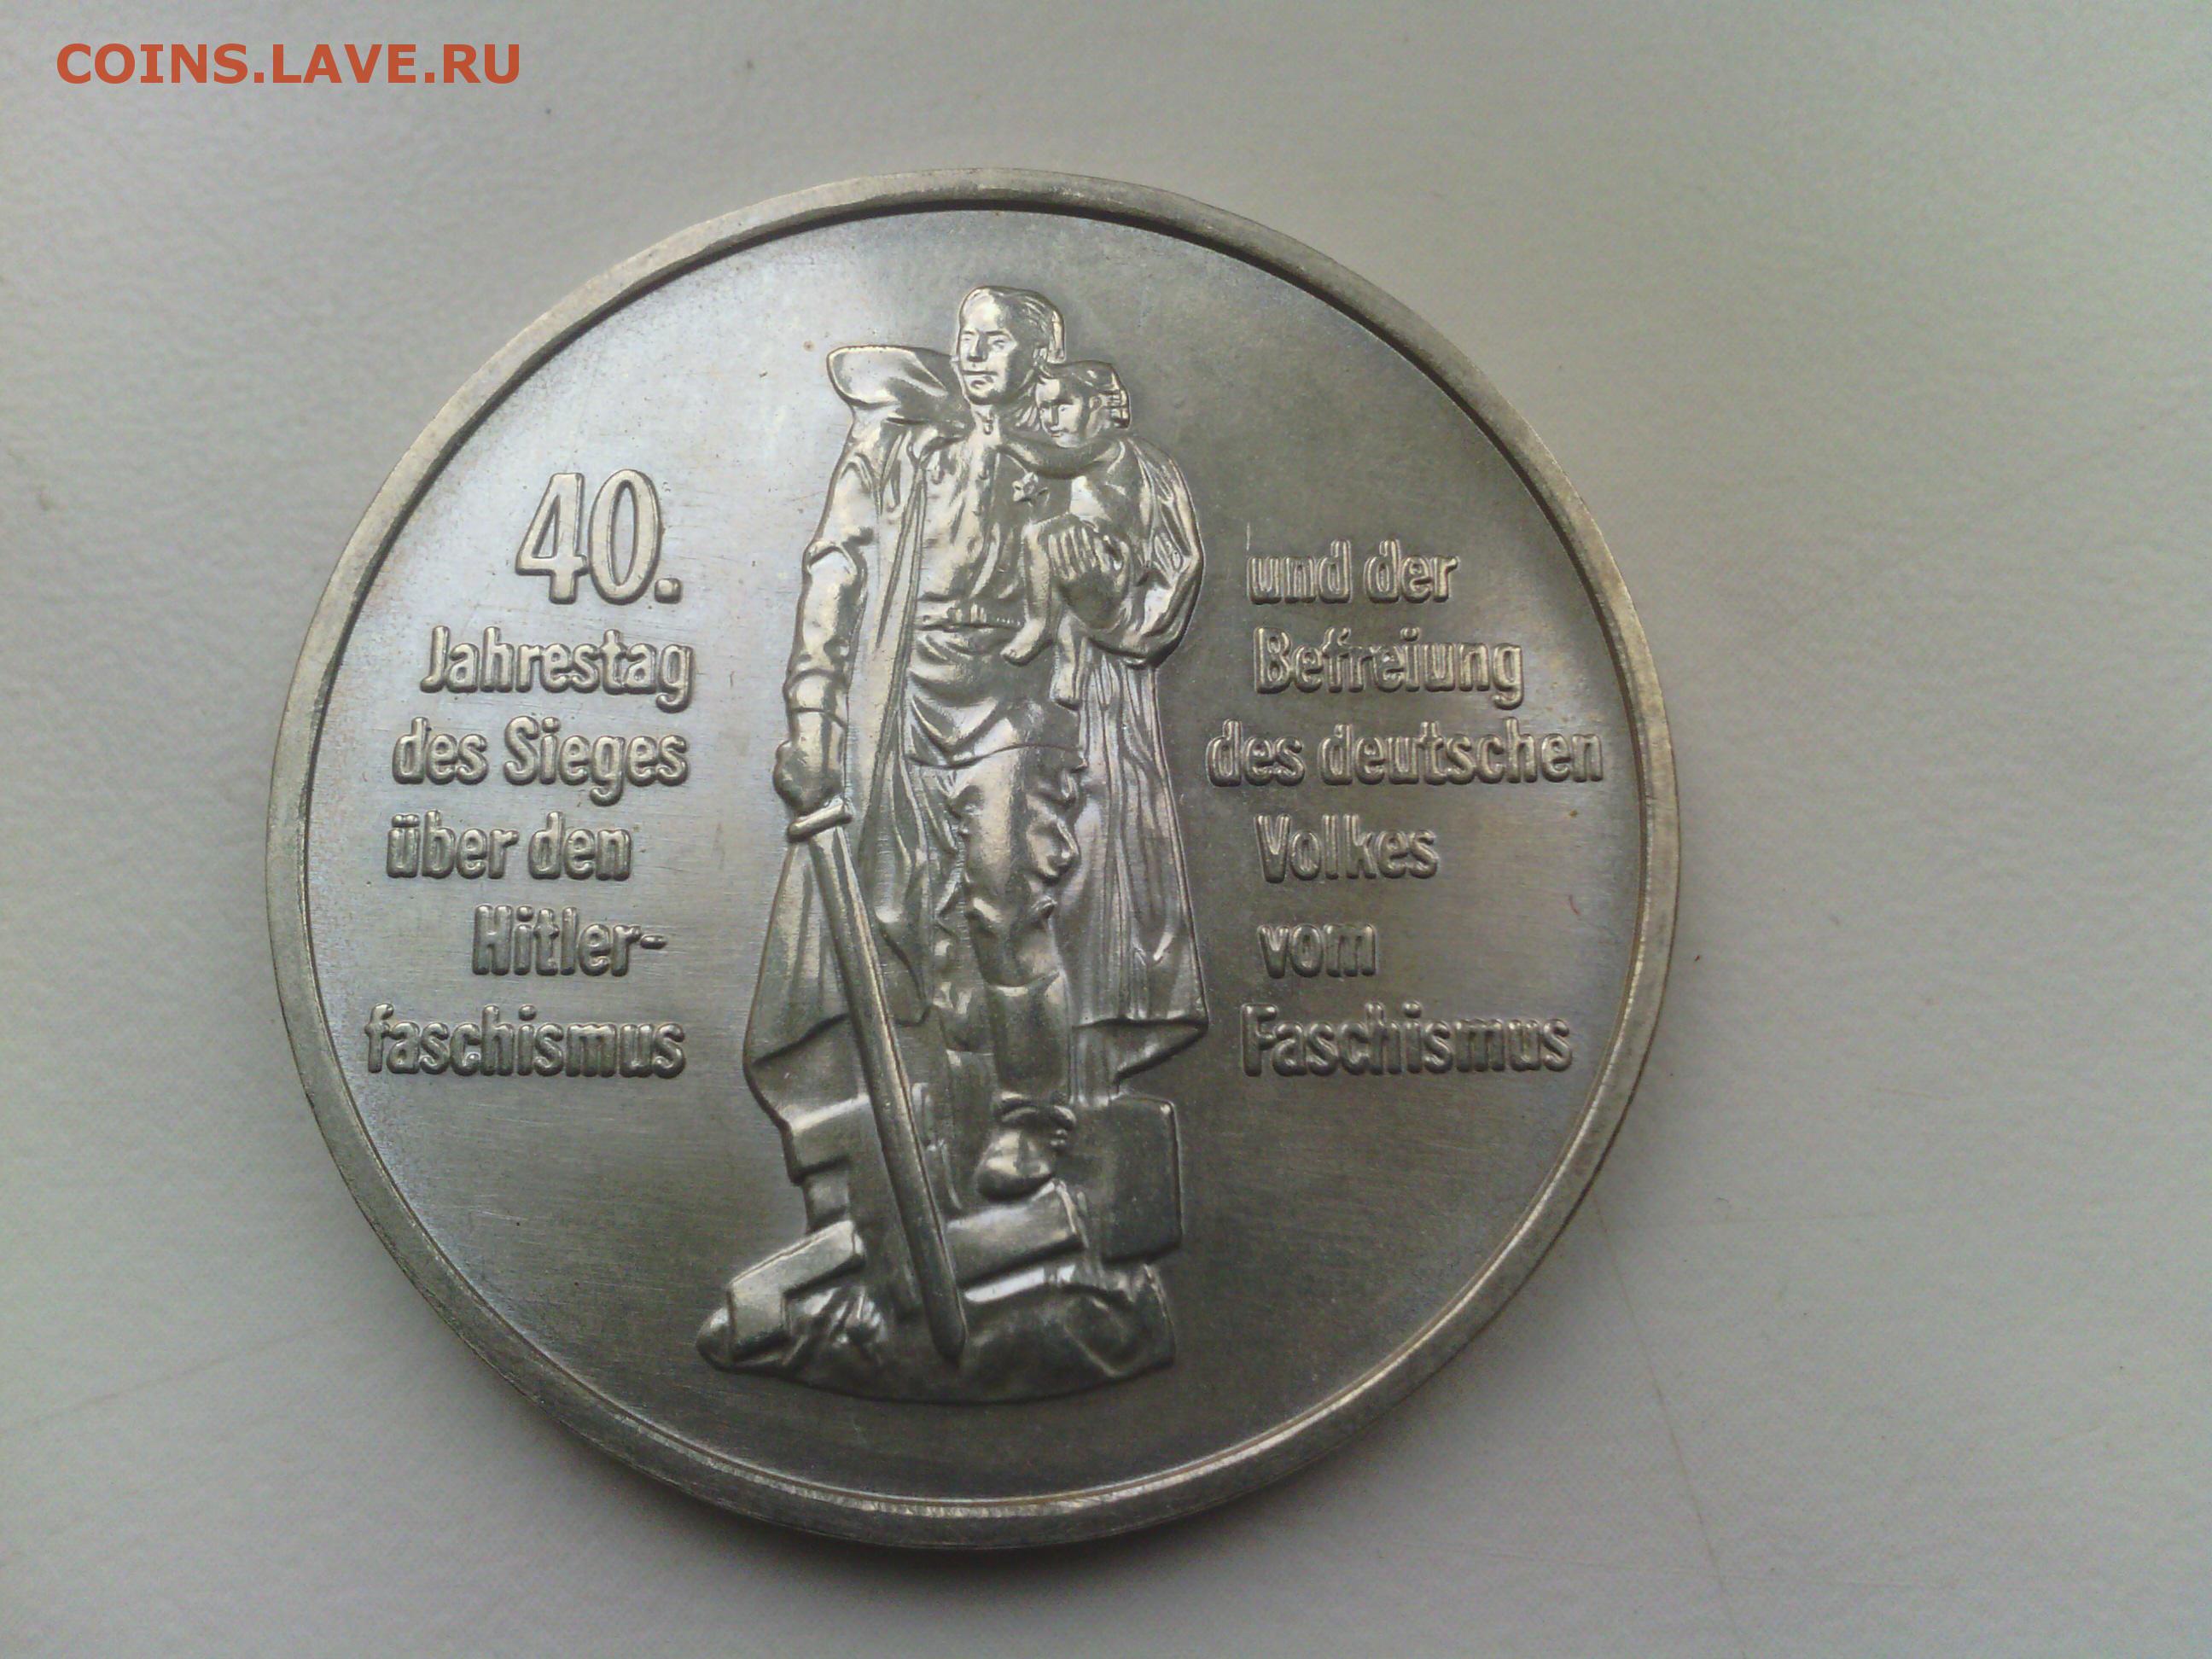 COINS.LAVE.RU
40.
Jahrestag
des Sieges
über den
Hitler-
faschismus
und der
Befreiung
des deutschen
Volkes
vom
Faschismus